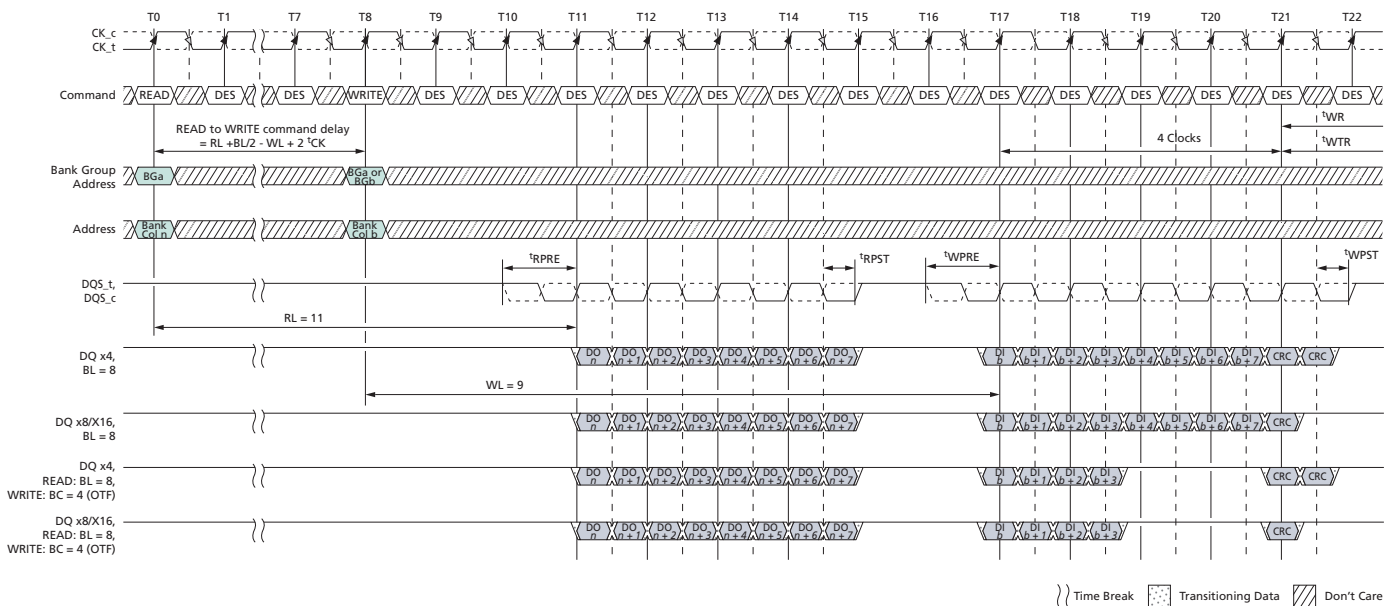 T0 T1 T7 T8 T9 T10 T11 T12 T13 T14 T15 T16 T17 T18 T19 T20 T21 T22
CK_c
CK_t
Command READ DES DES WRITE DES DES DES DES DES DES DES DES DES DES DES DES DES DES
READ to WRITE command delay
= RL +BL/2 - WL + 2 tCK
4 Clocks
tWR
tWTR
Bank Group
Address
BGa
BGa or
BGb
Address
Bank
Col n
Bank
Col b
tRPRE tRPST tWPRE tWPST
DQS_t,
DQS_c
RL = 11
DQ x4,
BL = 8
DO n DO n + 1 DO n + 2 DO n + 3 DO n + 4 DO n + 5 DO n + 6 DO n + 7 DI b DI b + 1 DI b + 2 DI b + 3 DI b + 4 DI b + 5 DI b + 6 DI b + 7 CRC CRC
WL = 9
DQ x8/X16,
BL = 8
DO n DO n + 1 DO n + 2 DO n + 3 DO n + 4 DO n + 5 DO n + 6 DO n + 7 DI b DI b + 1 DI b + 2 DI b + 3 DI b + 4 DI b + 5 DI b + 6 DI b + 7 CRC
DQ x4,
READ: BL = 8,
WRITE: BC = 4 (OTF)
DO n DO n + 1 DO n + 2 DO n + 3 DO n + 4 DO n + 5 DO n + 6 DO n + 7 DI b DI b + 1 DI b + 2 DI b + 3 CRC CRC
DQ x8/X16,
READ: BL = 8,
WRITE: BC = 4 (OTF)
DO n DO n + 1 DO n + 2 DO n + 3 DO n + 4 DO n + 5 DO n + 6 DO n + 7 DI b DI b + 1 DI b + 2 DI b + 3 CRC
Time Break Transitioning Data Don't Care